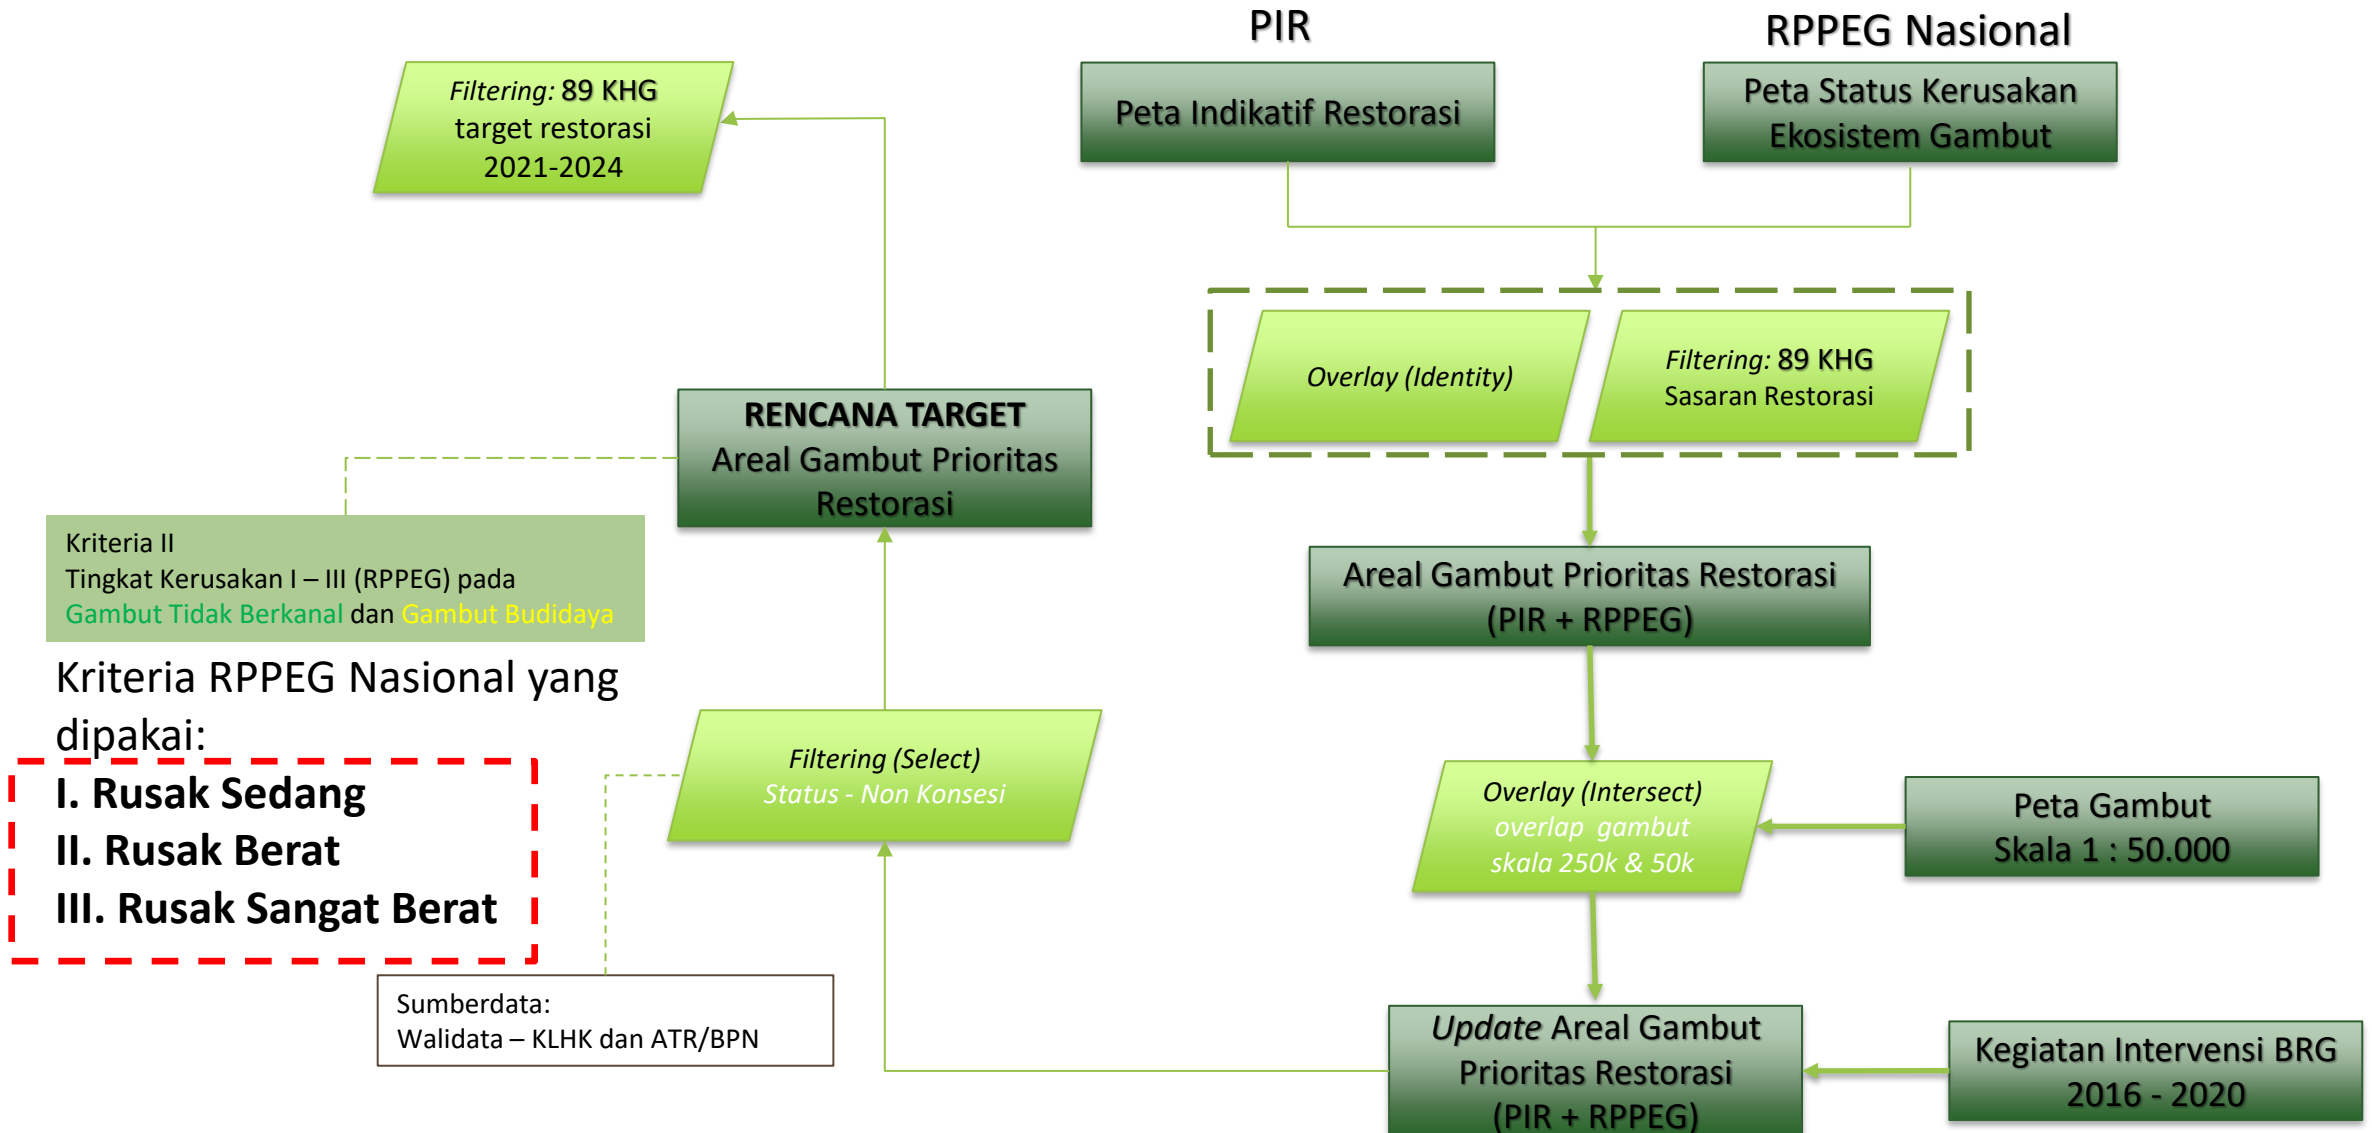 PIR
RPPEG Nasional
Filtering: 89 KHG
target restorasi
2021-2024
Peta Indikatif Restorasi
Peta Status Kerusakan
Ekosistem Gambut
Overlay (Identity)
Filtering: 89 KHG
Sasaran Restorasi
RENCANA TARGET
Areal Gambut Prioritas
Restorasi
Kriteria II
Tingkat Kerusakan I – III (RPPEG) pada
Gambut Tidak Berkanal dan Gambut Budidaya
Areal Gambut Prioritas Restorasi
(PIR + RPPEG)
Kriteria RPPEG Nasional yang
dipakai:
I. Rusak Sedang
II. Rusak Berat
III. Rusak Sangat Berat
Filtering (Select)
Status - Non Konsesi
Overlay (Intersect)
overlap gambut
skala 250k & 50k
Peta Gambut
Skala 1 : 50.000
Sumberdata:
Walidata – KLHK dan ATR/BPN
Update Areal Gambut
Prioritas Restorasi
(PIR + RPPEG)
Kegiatan Intervensi BRG
2016 - 2020